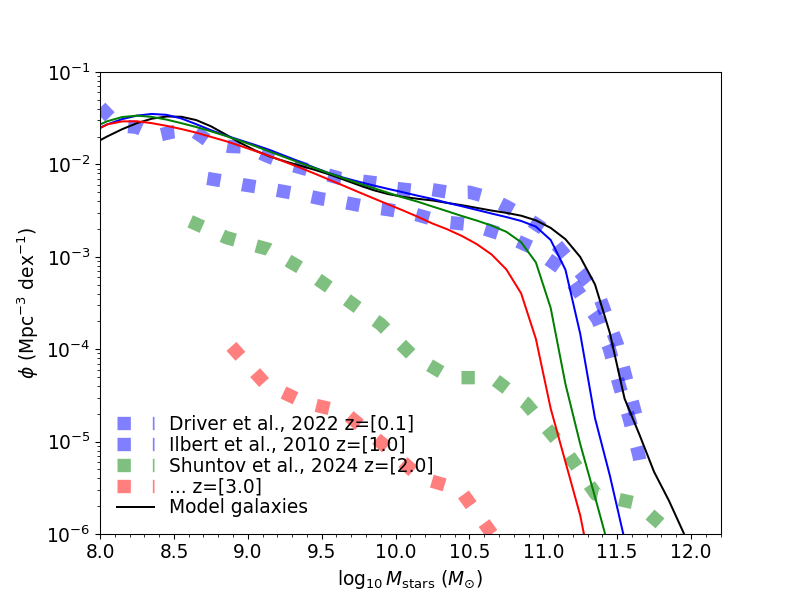 10⁻¹
10⁻²
10⁻³
10⁻⁴
10⁻⁵
10⁻⁶
ϕ (Mpc⁻³ dex⁻¹)
Driver et al., 2022 z=[0.1]
Ilbert et al., 2010 z=[1.0]
Shuntov et al., 2024 z=[2.0]
... z=[3.0]
Model galaxies
8.0 8.5 9.0 9.5 10.0 10.5 11.0 11.5 12.0
log₁₀ M_stars (M_⊙)